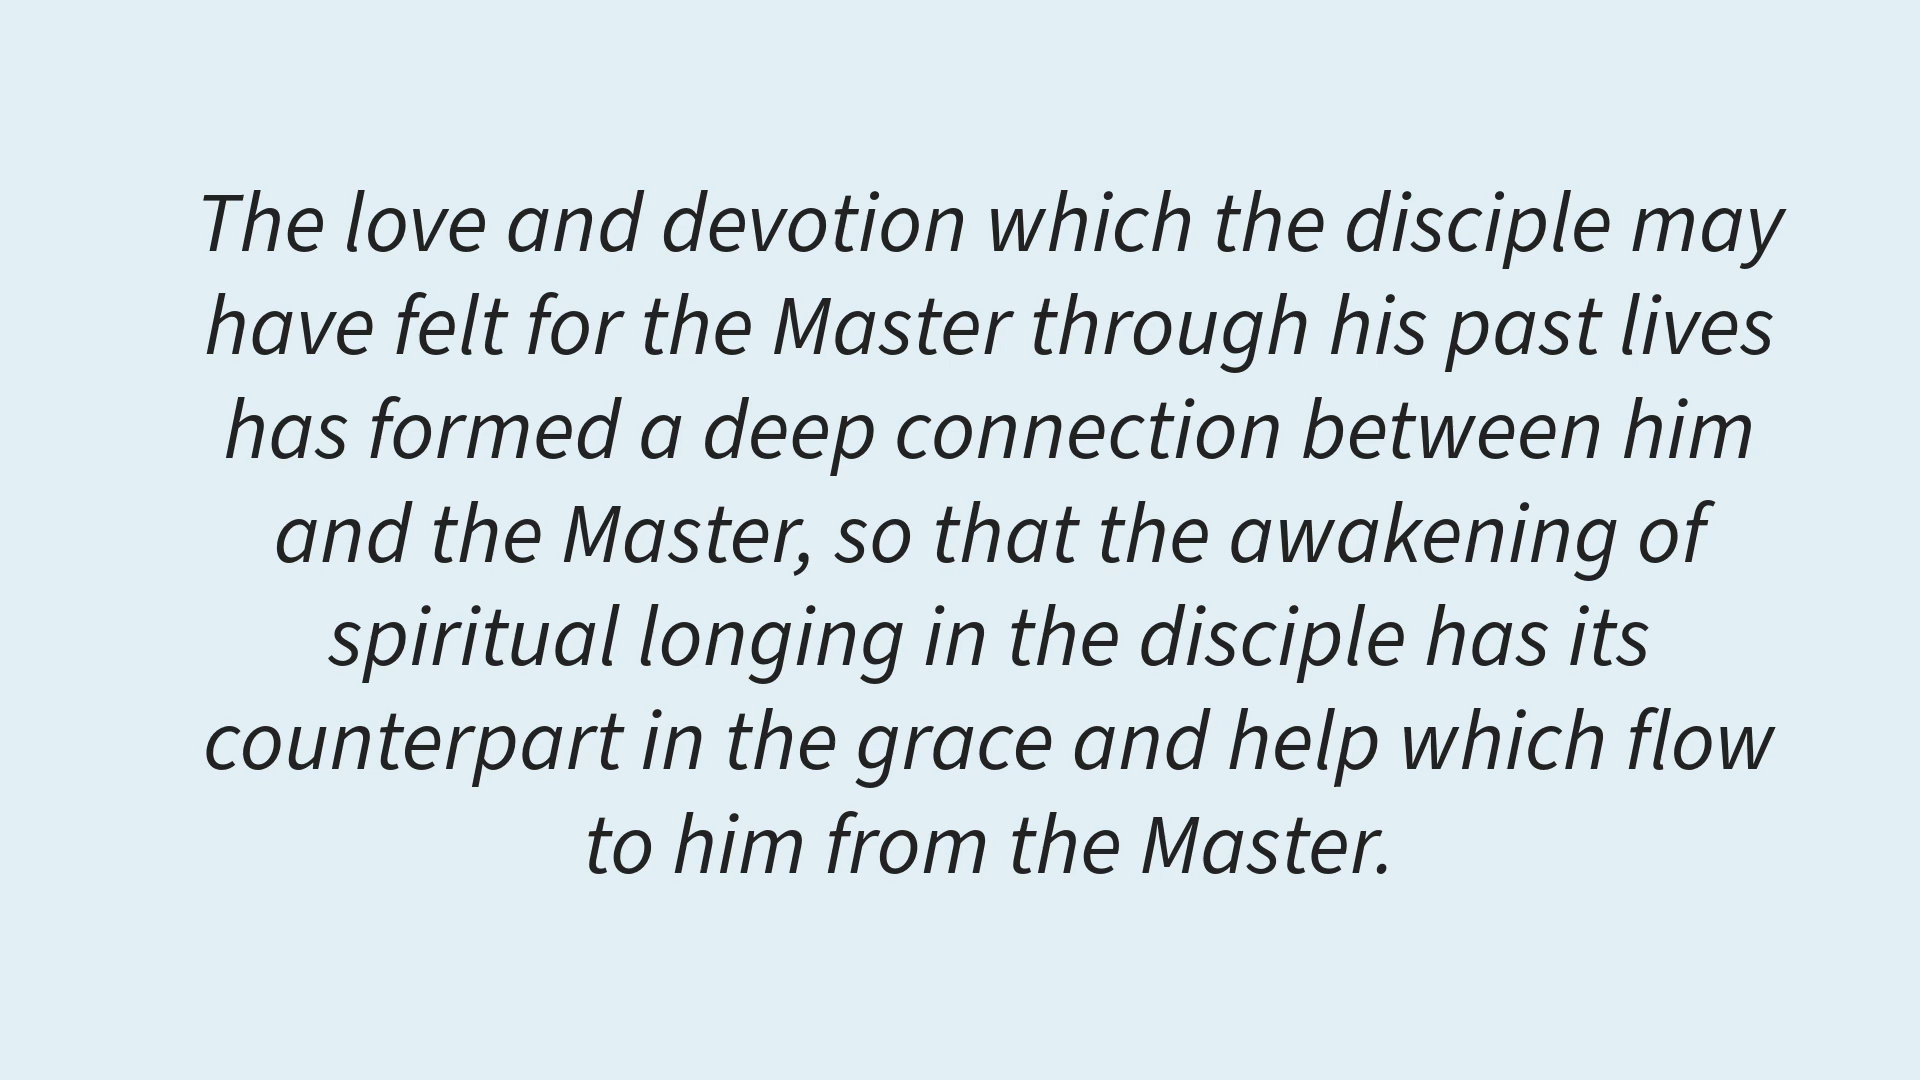 The love and devotion which the disciple may
have felt for the Master through his past lives
has formed a deep connection between him
and the Master, so that the awakening of
spiritual longing in the disciple has its
counterpart in the grace and help which flow
to him from the Master.